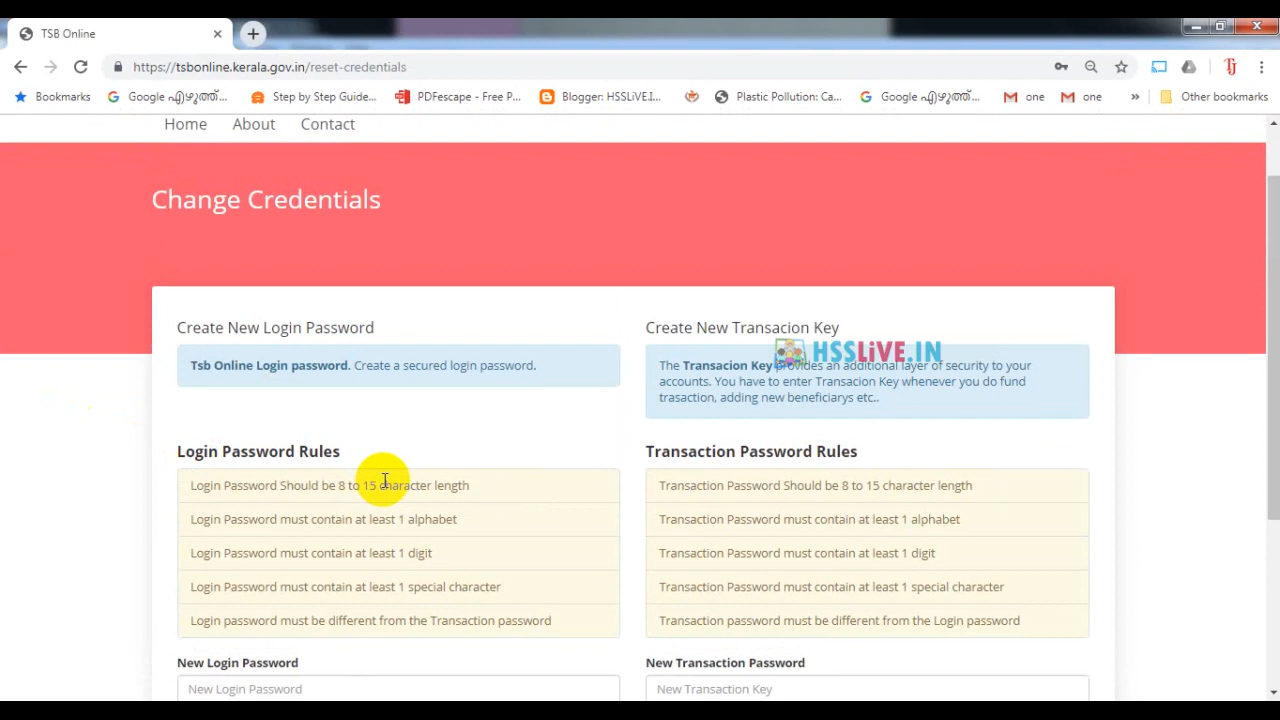 TSB Online
https://tsbonline.kerala.gov.in/reset-credentials
Bookmarks
Google എഴുത്ത്...
Step by Step Guide...
PDFescape - Free P...
Blogger: HSSLiVE.I...
Plastic Pollution: Ca...
Google എഴുത്ത്...
one
one
»
Other bookmarks
Home About Contact
Change Credentials
Create New Login Password
Tsb Online Login password. Create a secured login password.
Login Password Rules
Login Password Should be 8 to 15 character length
Login Password must contain at least 1 alphabet
Login Password must contain at least 1 digit
Login Password must contain at least 1 special character
Login password must be different from the Transaction password
New Login Password
New Login Password
Create New Transacion Key
HSSLiVE.IN
The Transacion Key provides an additional layer of security to your
accounts. You have to enter Transacion Key whenever you do fund
trasaction, adding new beneficiarys etc..
Transaction Password Rules
Transaction Password Should be 8 to 15 character length
Transaction Password must contain at least 1 alphabet
Transaction Password must contain at least 1 digit
Transaction Password must contain at least 1 special character
Transaction password must be different from the Login password
New Transaction Password
New Transaction Key